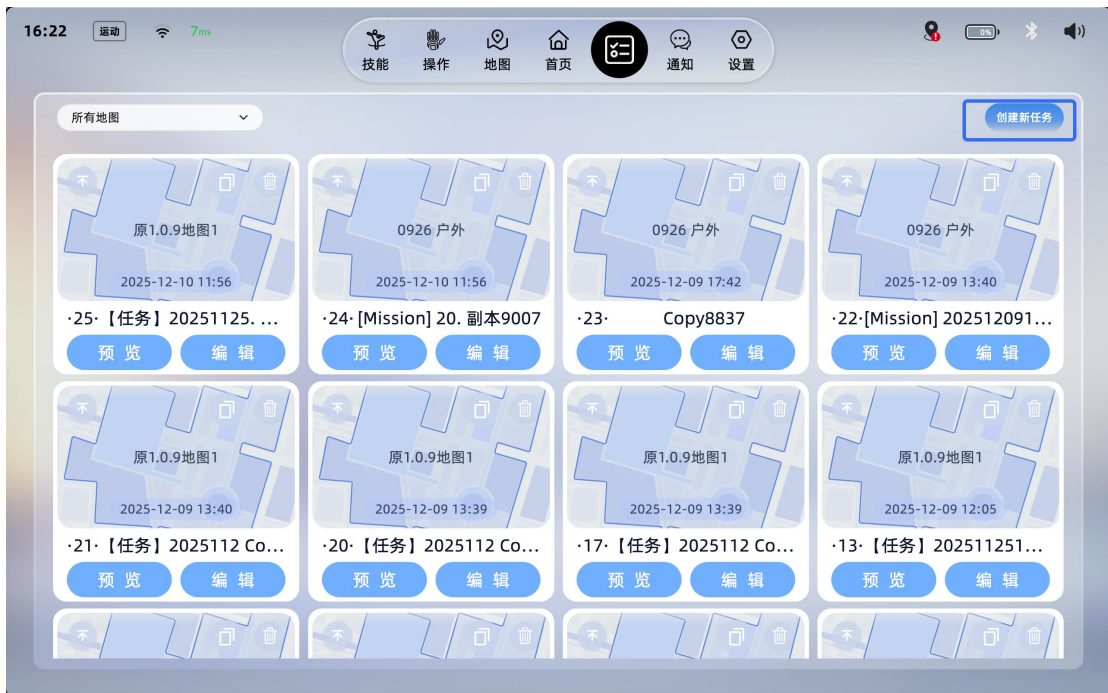 16:22 运动 7ms
技能 操作 地图 首页 通知 设置
0%
所有地图 创建新任务
原1.0.9地图1 0926 户外 0926 户外 0926 户外
2025-12-10 11:56 2025-12-10 11:56 2025-12-09 17:42 2025-12-09 13:40
·25·【任务】20251125. ... ·24· [Mission] 20. 副本9007 ·23· Copy8837 ·22·[Mission] 202512091...
预 览 编 辑 预 览 编 辑 预 览 编 辑 预 览 编 辑
原1.0.9地图1 原1.0.9地图1 原1.0.9地图1 原1.0.9地图1
2025-12-09 13:40 2025-12-09 13:39 2025-12-09 13:39 2025-12-09 12:05
·21·【任务】2025112 Co... ·20·【任务】2025112 Co... ·17·【任务】2025112 Co... ·13·【任务】202511251...
预 览 编 辑 预 览 编 辑 预 览 编 辑 预 览 编 辑